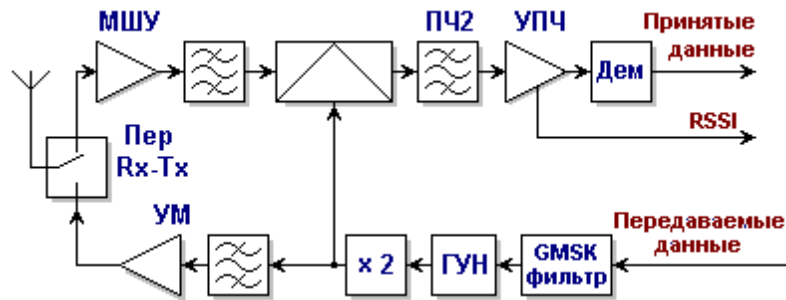 МШУ
ПЧ2
УПЧ
Принятые
данные
Дем
RSSI
Пер
Rx-Tx
УМ
Передаваемые
данные
x 2
ГУН
GMSK
фильтр